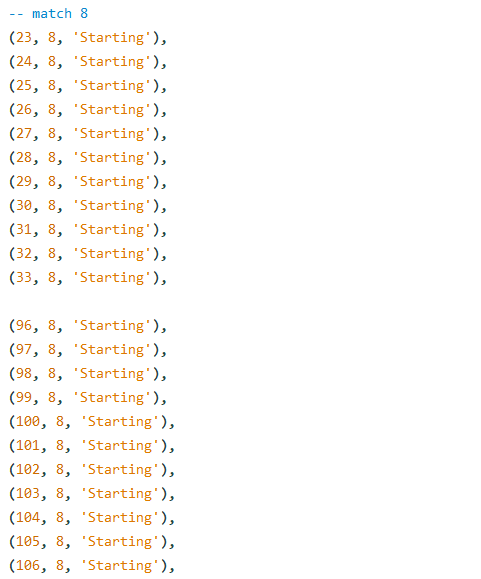 -- match 8
(23, 8, 'Starting'),
(24, 8, 'Starting'),
(25, 8, 'Starting'),
(26, 8, 'Starting'),
(27, 8, 'Starting'),
(28, 8, 'Starting'),
(29, 8, 'Starting'),
(30, 8, 'Starting'),
(31, 8, 'Starting'),
(32, 8, 'Starting'),
(33, 8, 'Starting'),

(96, 8, 'Starting'),
(97, 8, 'Starting'),
(98, 8, 'Starting'),
(99, 8, 'Starting'),
(100, 8, 'Starting'),
(101, 8, 'Starting'),
(102, 8, 'Starting'),
(103, 8, 'Starting'),
(104, 8, 'Starting'),
(105, 8, 'Starting'),
(106, 8, 'Starting'),